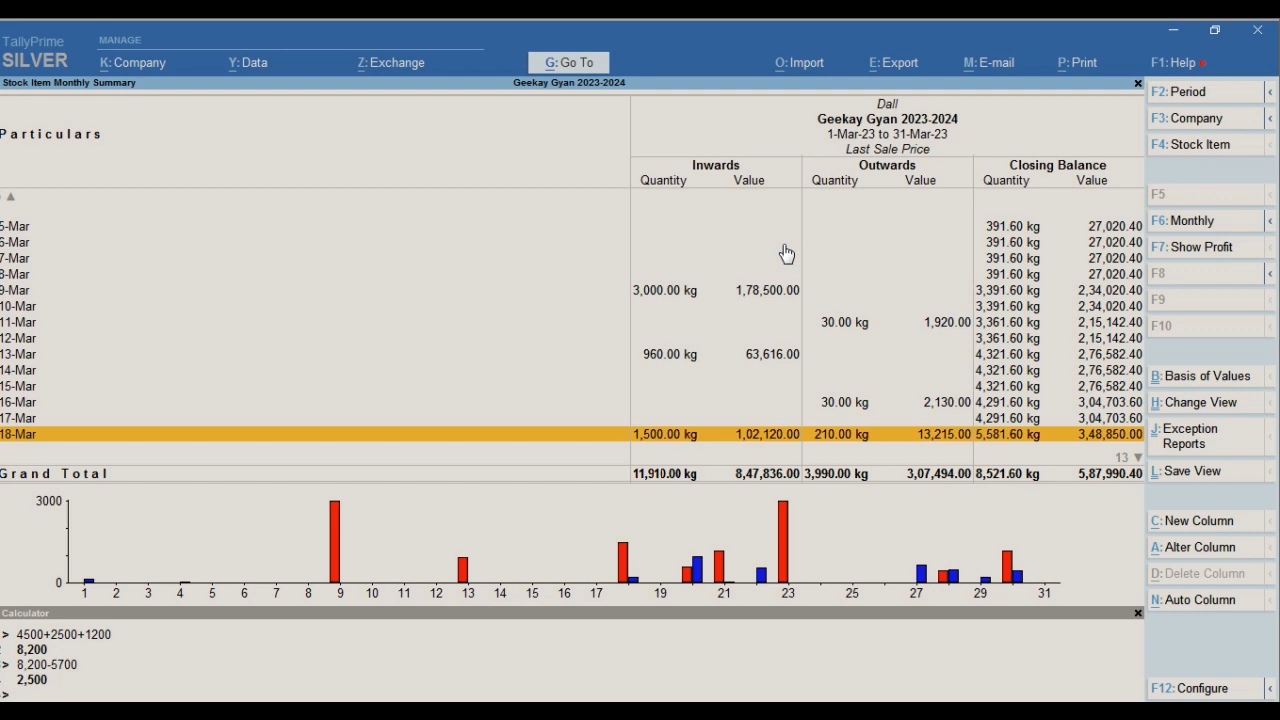 TallyPrime MANAGE
SILVER K: Company Y: Data Z: Exchange G: Go To O: Import E: Export M: E-mail P: Print F1: Help
Stock Item Monthly Summary Geekay Gyan 2023-2024 x
Particulars
Dall
Geekay Gyan 2023-2024
1-Mar-23 to 31-Mar-23
Last Sale Price
Inwards Outwards Closing Balance
Quantity Value Quantity Value Quantity Value
5-Mar 391.60 kg 27,020.40
6-Mar 391.60 kg 27,020.40
7-Mar 391.60 kg 27,020.40
8-Mar 391.60 kg 27,020.40
9-Mar 3,000.00 kg 1,78,500.00 3,391.60 kg 2,34,020.40
10-Mar 3,391.60 kg 2,34,020.40
11-Mar 30.00 kg 1,920.00 3,361.60 kg 2,15,142.40
12-Mar 3,361.60 kg 2,15,142.40
13-Mar 960.00 kg 63,616.00 4,321.60 kg 2,76,582.40
14-Mar 4,321.60 kg 2,76,582.40
15-Mar 4,321.60 kg 2,76,582.40
16-Mar 30.00 kg 2,130.00 4,291.60 kg 3,04,703.60
17-Mar 4,291.60 kg 3,04,703.60
18-Mar 1,500.00 kg 1,02,120.00 210.00 kg 13,215.00 5,581.60 kg 3,48,850.00
13 ▼
Grand Total 11,910.00 kg 8,47,836.00 3,990.00 kg 3,07,494.00 8,521.60 kg 5,87,990.40
3000
0
1 2 3 4 5 6 7 8 9 10 11 12 13 14 15 16 17 19 21 23 25 27 29 31
Calculator x
> 4500+2500+1200
8,200
> 8,200-5700
2,500
>
F2: Period
F3: Company
F4: Stock Item
F5
F6: Monthly
F7: Show Profit
F8
F9
F10
B: Basis of Values
H: Change View
J: Exception
Reports
L: Save View
C: New Column
A: Alter Column
D: Delete Column
N: Auto Column
F12: Configure